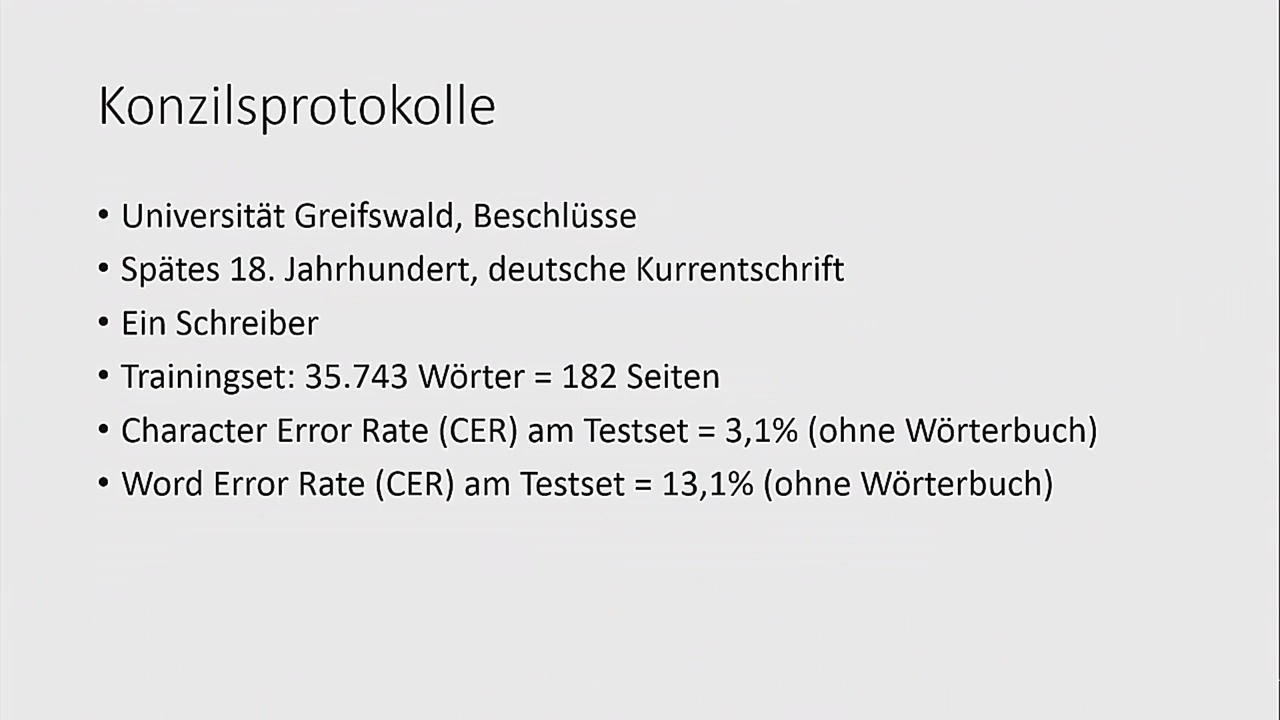 Konzilsprotokolle
• Universität Greifswald, Beschlüsse
• Spätes 18. Jahrhundert, deutsche Kurrentschrift
• Ein Schreiber
• Trainingset: 35.743 Wörter = 182 Seiten
• Character Error Rate (CER) am Testset = 3,1% (ohne Wörterbuch)
• Word Error Rate (CER) am Testset = 13,1% (ohne Wörterbuch)